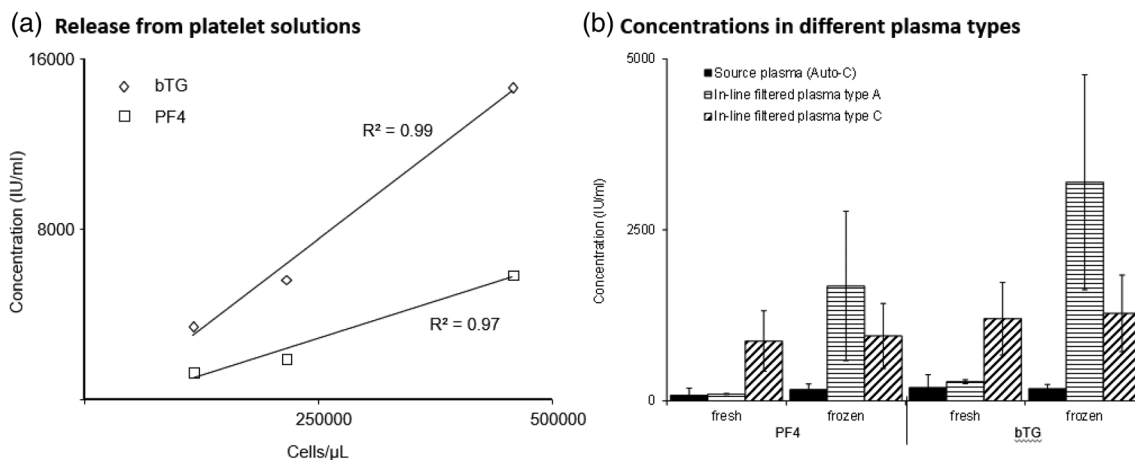 (a) Release from platelet solutions
16000
bTG
PF4
R² = 0.99
Concentration (IU/ml)
8000
R² = 0.97
250000
500000
Cells/µL
(b) Concentrations in different plasma types
5000
Source plasma (Auto-C)
In-line filtered plasma type A
In-line filtered plasma type C
Concentration (IU/ml)
2500
0
fresh frozen fresh frozen
PF4 bTG